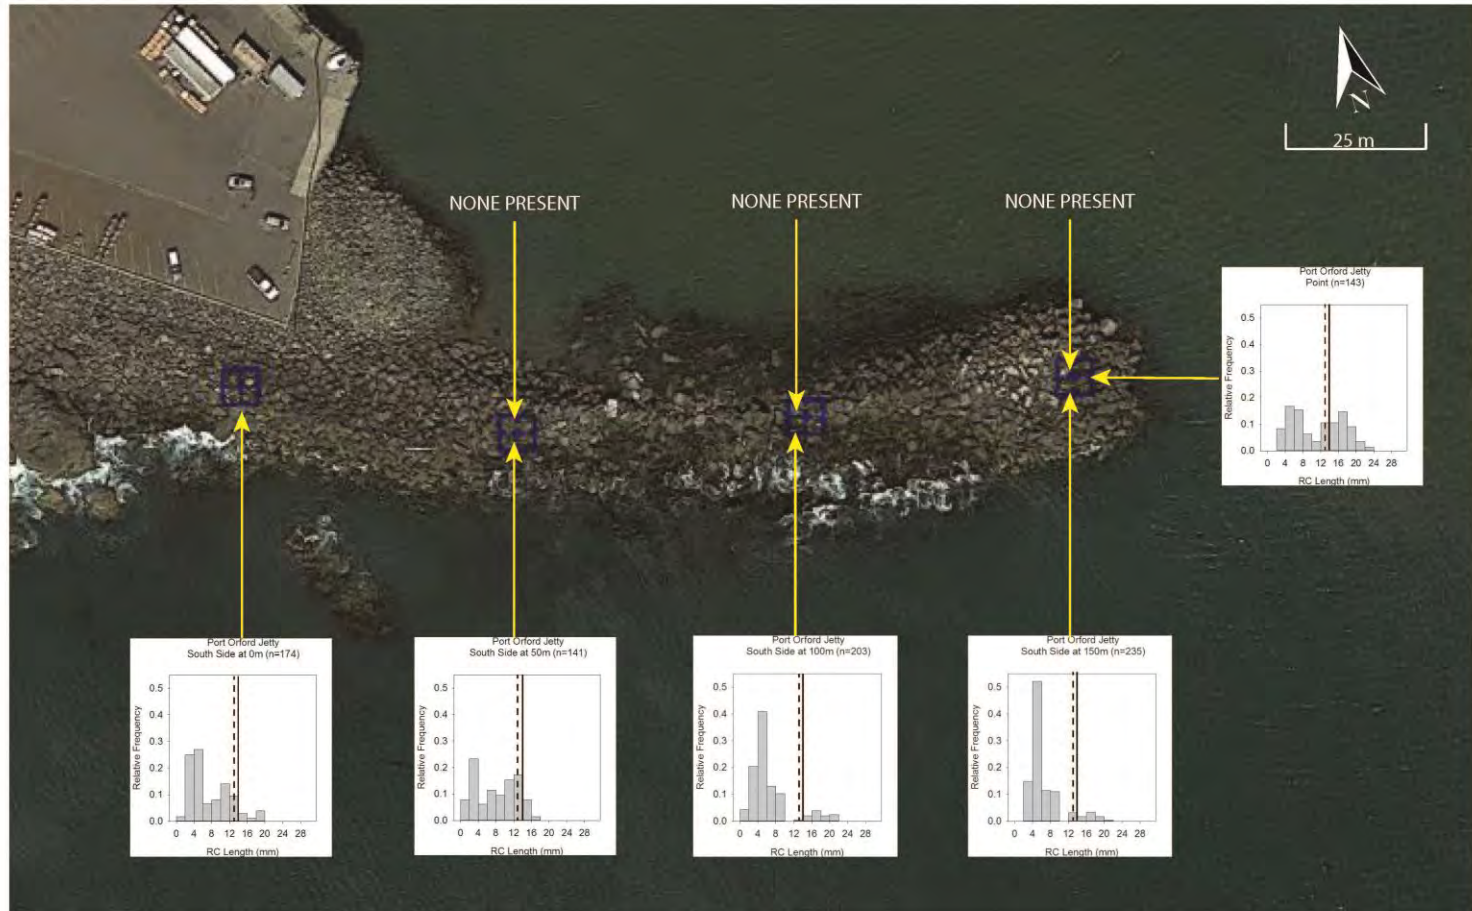 N
25 m
NONE PRESENT
NONE PRESENT
NONE PRESENT
Port Orford Jetty
Point (n=143)
Relative Frequency
0.5
0.4
0.3
0.2
0.1
0.0
0 4 8 12 16 20 24 28
RC Length (mm)
Port Orford Jetty
South Side at 0m (n=174)
Relative Frequency
0.5
0.4
0.3
0.2
0.1
0.0
0 4 8 12 16 20 24 28
RC Length (mm)
Port Orford Jetty
South Side at 50m (n=141)
Relative Frequency
0.5
0.4
0.3
0.2
0.1
0.0
0 4 8 12 16 20 24 28
RC Length (mm)
Port Orford Jetty
South Side at 100m (n=203)
Relative Frequency
0.5
0.4
0.3
0.2
0.1
0.0
0 4 8 12 16 20 24 28
RC Length (mm)
Port Orford Jetty
South Side at 150m (n=235)
Relative Frequency
0.5
0.4
0.3
0.2
0.1
0.0
0 4 8 12 16 20 24 28
RC Length (mm)